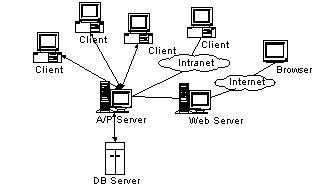 Client
Client
Client
Client
Intranet
Browser
Internet
A/P Server
Web Server
DB Server